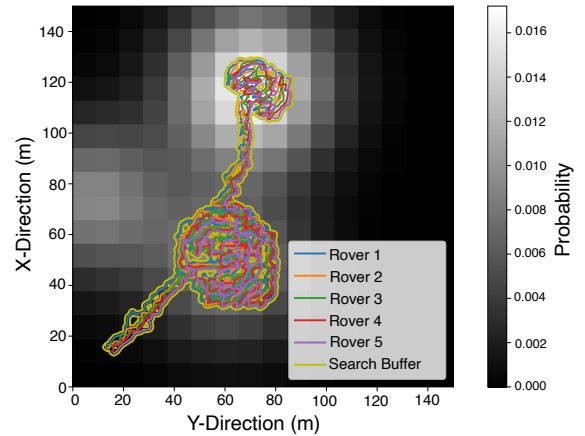 140
120
100
80
60
40
20
0
X-Direction (m)
0 20 40 60 80 100 120 140
Y-Direction (m)
Rover 1
Rover 2
Rover 3
Rover 4
Rover 5
Search Buffer
0.016
0.014
0.012
0.010
0.008
0.006
0.004
0.002
0.000
Probability